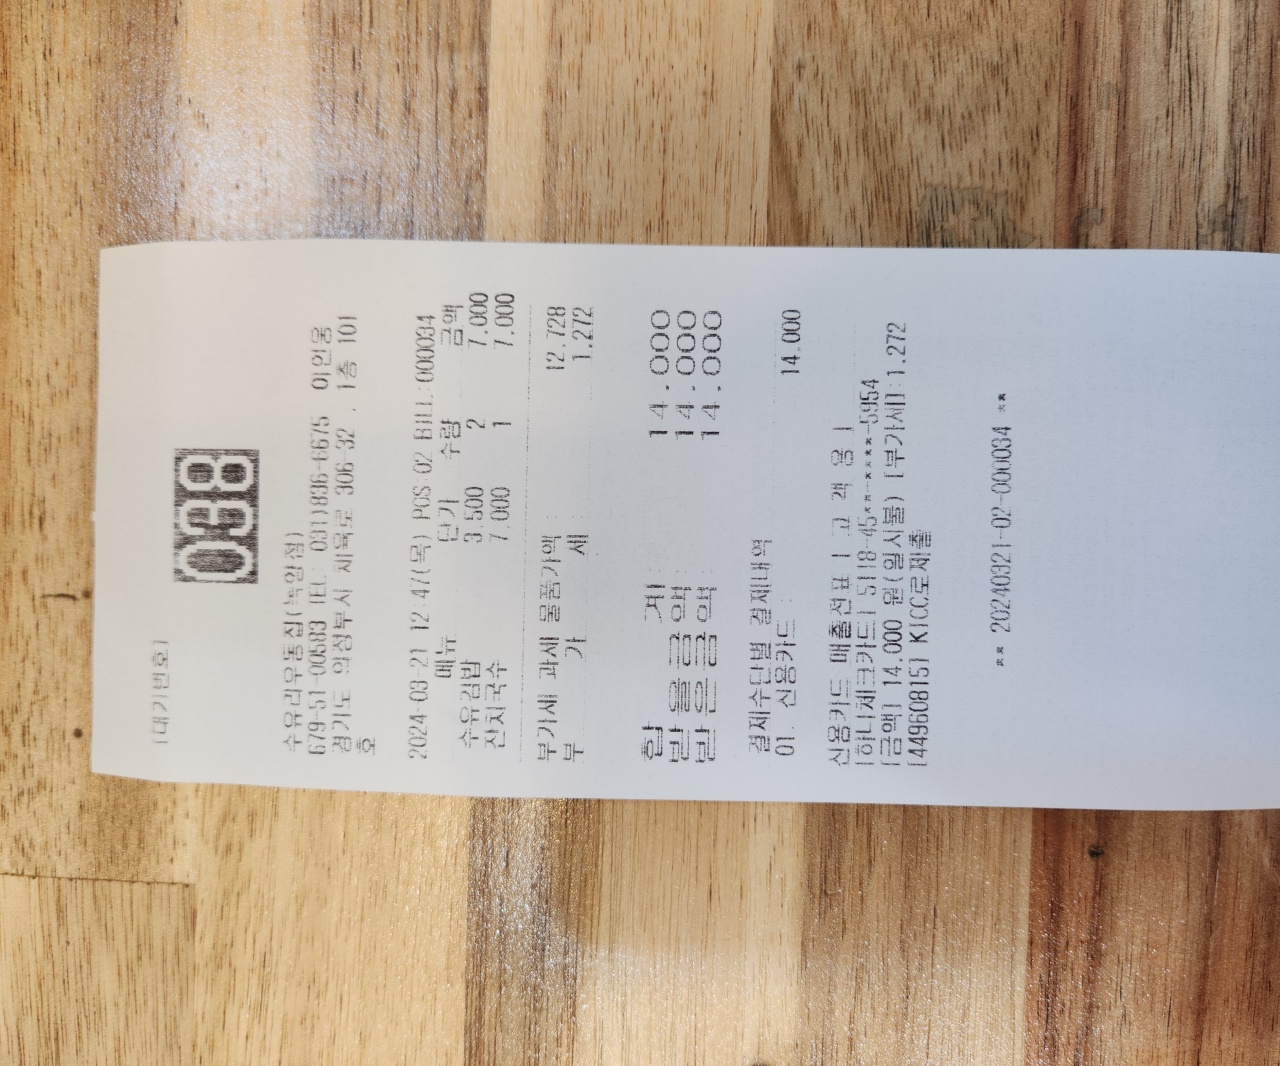 [대기번호]
038
수유리우동집(녹양점)
679-51-00583 TEL: 031)836-6675 이인웅
경기도 의정부시 체육로 306-32 , 1층 101
호
2024-03-21 12:47(목) POS:02 BILL:000034
메뉴 단가 수량 금액
수유김밥 3.500 2 7.000
잔치국수 7.000 1 7.000
부가세 과세 물품가액 12.728
부 가 세 1.272
합 계 14.000
받을금액 14.000
받은금액 14.000
결제수단별 결제내역
01. 신용카드 : 14.000
신용카드 매출전표 [ 고 객 용 ]
[하나체크카드] 5118-45**-****-5954
[금액] 14.000 원(일시불) [부가세]:1.272
[44960815] KICC로제출
** 20240321-02-000034 **